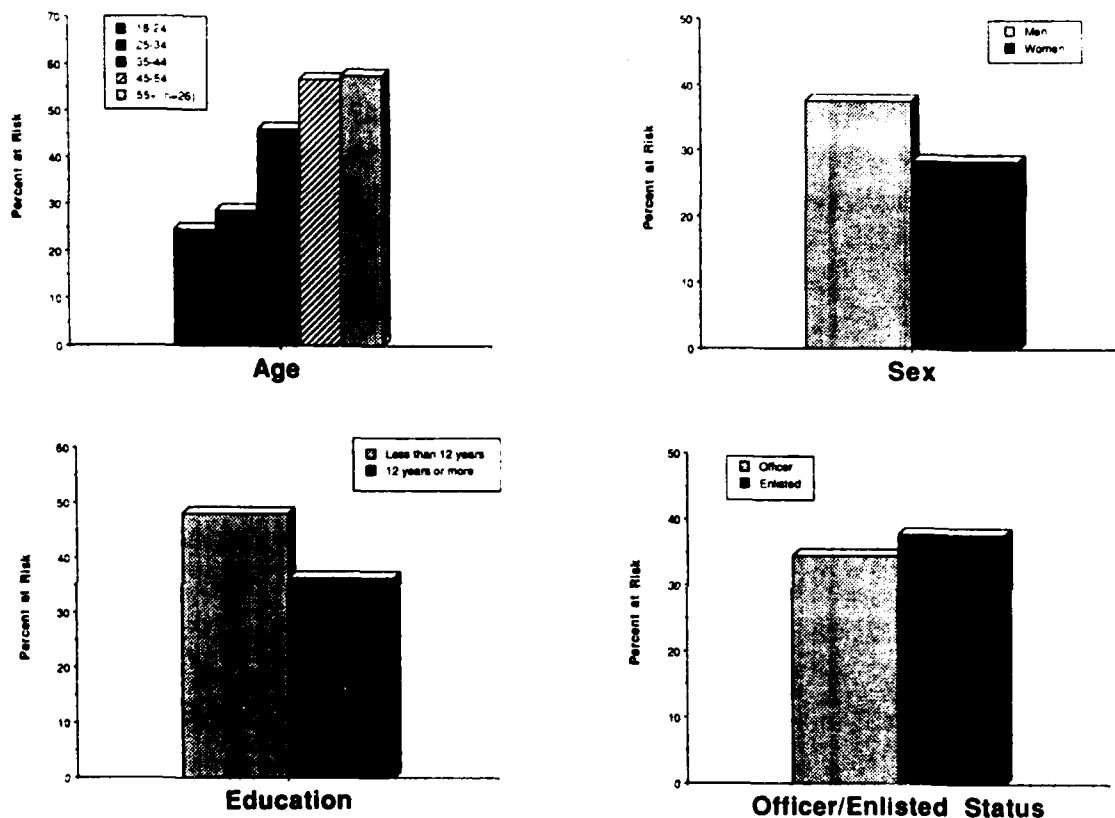 Percent at Risk
70
60
50
40
30
20
10
0
18-24
25-34
35-44
45-54
55+ (n=26)
Age
Percent at Risk
50
40
30
20
10
0
Men
Women
Sex
Percent at Risk
60
50
40
30
20
10
0
Less than 12 years
12 years or more
Education
Percent at Risk
50
40
30
20
10
0
Officer
Enlisted
Officer/Enlisted Status